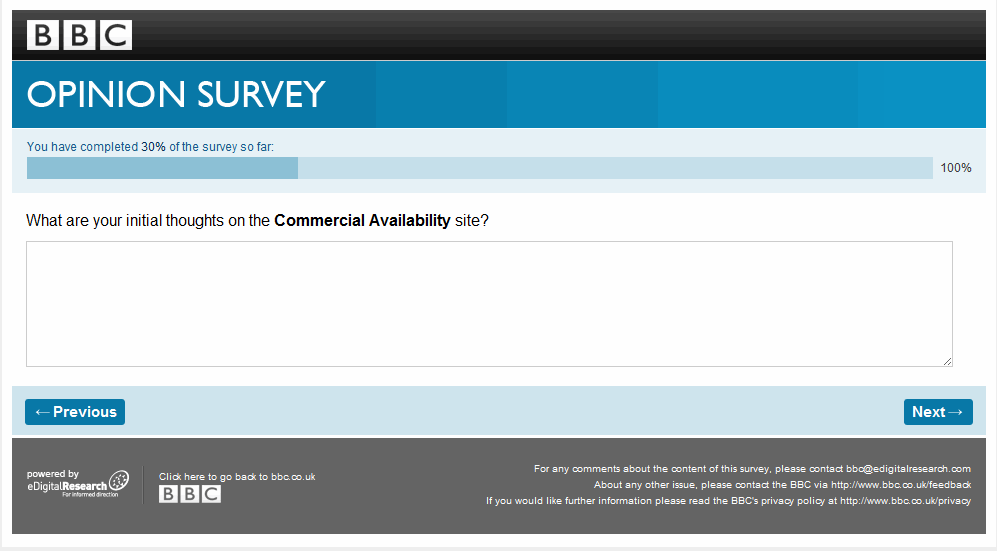 BBC
OPINION SURVEY
You have completed 30% of the survey so far:
100%
What are your initial thoughts on the Commercial Availability site?
← Previous
Next →
powered by
eDigitalResearch
For informed direction
Click here to go back to bbc.co.uk
BBC
For any comments about the content of this survey, please contact bbc@edigitalresearch.com
About any other issue, please contact the BBC via http://www.bbc.co.uk/feedback
If you would like further information please read the BBC's privacy policy at http://www.bbc.co.uk/privacy